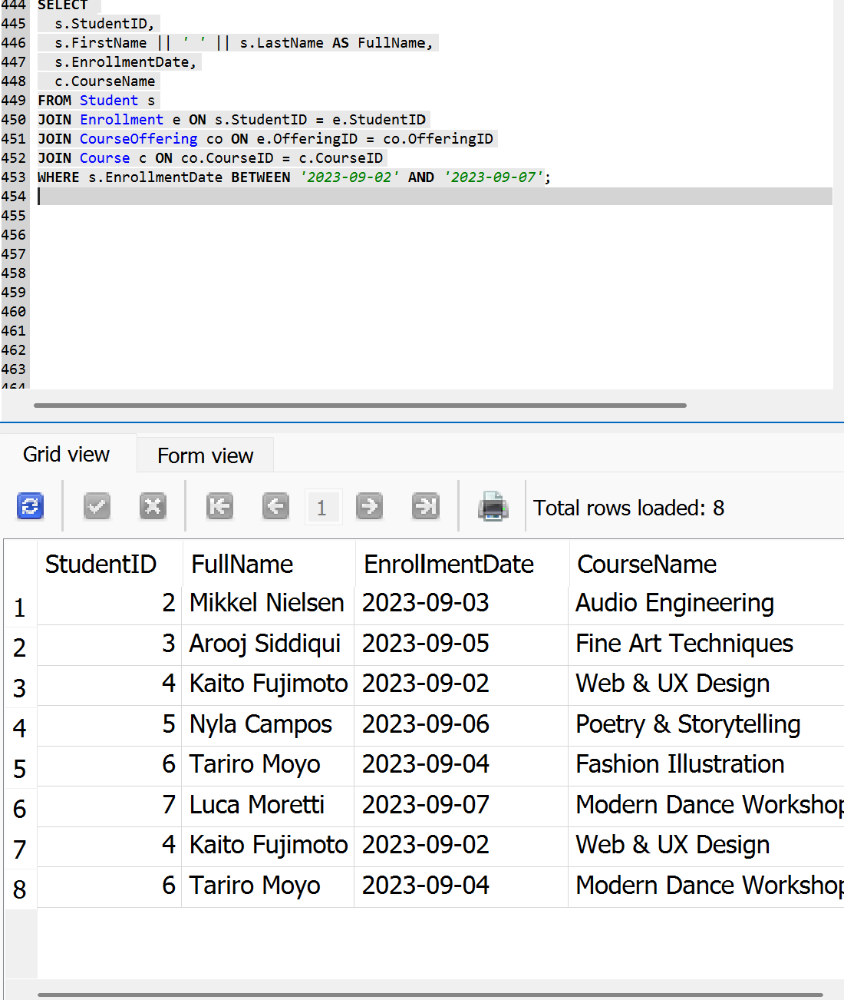 444 SELECT
445 s.StudentID,
446 s.FirstName || ' ' || s.LastName AS FullName,
447 s.EnrollmentDate,
448 c.CourseName
449 FROM Student s
450 JOIN Enrollment e ON s.StudentID = e.StudentID
451 JOIN CourseOffering co ON e.OfferingID = co.OfferingID
452 JOIN Course c ON co.CourseID = c.CourseID
453 WHERE s.EnrollmentDate BETWEEN '2023-09-02' AND '2023-09-07';
454
455
456
457
458
459
460
461
462
463
464
Grid view Form view
1 Total rows loaded: 8
StudentID FullName EnrollmentDate CourseName
1 2 Mikkel Nielsen 2023-09-03 Audio Engineering
2 3 Arooj Siddiqui 2023-09-05 Fine Art Techniques
3 4 Kaito Fujimoto 2023-09-02 Web & UX Design
4 5 Nyla Campos 2023-09-06 Poetry & Storytelling
5 6 Tariro Moyo 2023-09-04 Fashion Illustration
6 7 Luca Moretti 2023-09-07 Modern Dance Workshop
7 4 Kaito Fujimoto 2023-09-02 Web & UX Design
8 6 Tariro Moyo 2023-09-04 Modern Dance Workshop